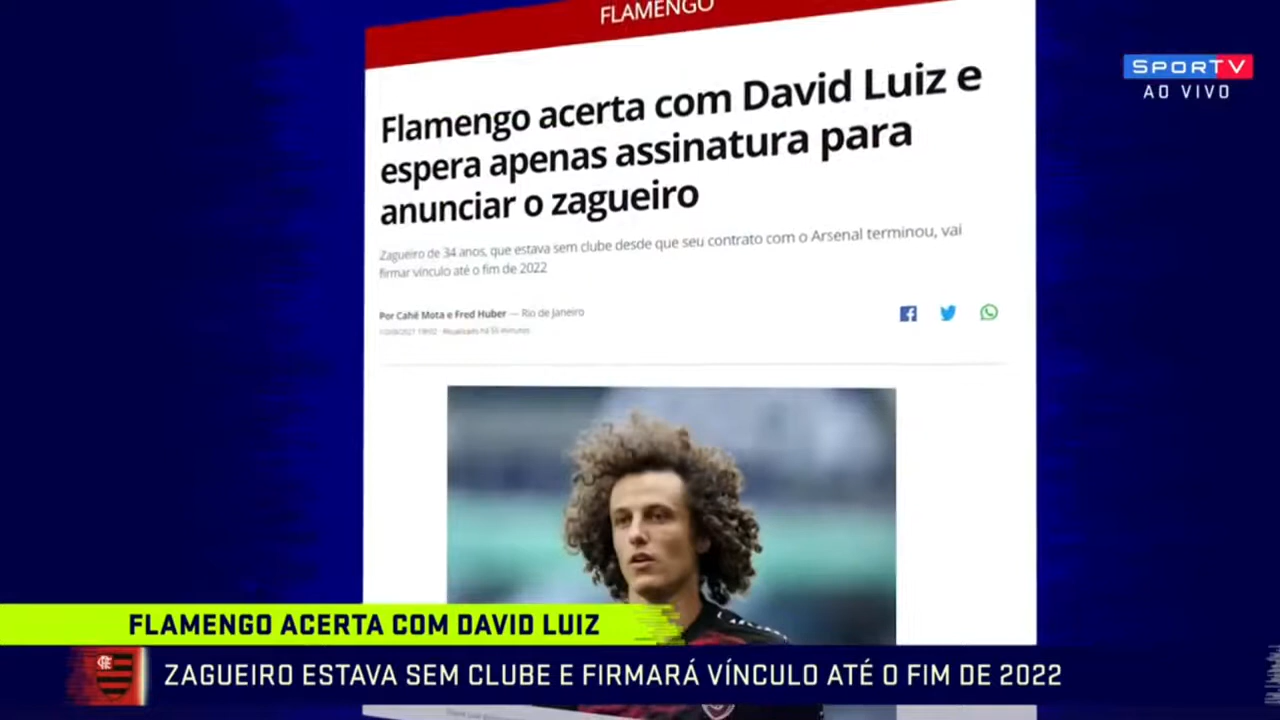 FLAMENGO
SPORTV
AO VIVO
Flamengo acerta com David Luiz e
espera apenas assinatura para
anunciar o zagueiro
Zagueiro de 34 anos, que estava sem clube desde que seu contrato com o Arsenal terminou, vai
firmar vínculo até o fim de 2022
Por Cahê Mota e Fred Huber — Rio de Janeiro
FLAMENGO ACERTA COM DAVID LUIZ
ZAGUEIRO ESTAVA SEM CLUBE E FIRMARÁ VÍNCULO ATÉ O FIM DE 2022